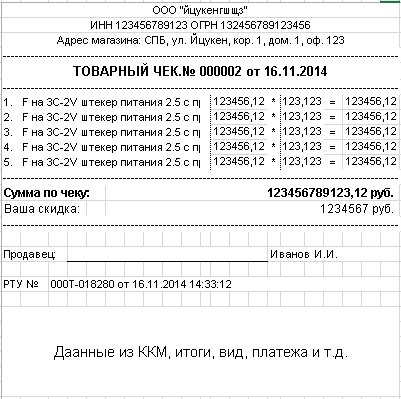 ООО "йцукенгшщз"
ИНН 123456789123 ОГРН 132456789123456
Адрес магазина: СПБ, ул. Йцукен, кор. 1, дом. 1, оф. 123
ТОВАРНЫЙ ЧЕК.№ 000002 от 16.11.2014
1. F на 3С-2V штекер питания 2.5 с пр 123456,12 * 123,123 = 123456,12
2. F на 3С-2V штекер питания 2.5 с пр 123456,12 * 123,123 = 123456,12
3. F на 3С-2V штекер питания 2.5 с пр 123456,12 * 123,123 = 123456,12
4. F на 3С-2V штекер питания 2.5 с пр 123456,12 * 123,123 = 123456,12
5. F на 3С-2V штекер питания 2.5 с пр 123456,12 * 123,123 = 123456,12
Сумма по чеку: 123456789123,12 руб.
Ваша скидка: 1234567 руб.
Продавец: Иванов И.И.
РТУ № 000Т-018280 от 16.11.2014 14:33:12
Даанные из ККМ, итоги, вид, платежа и т.д.